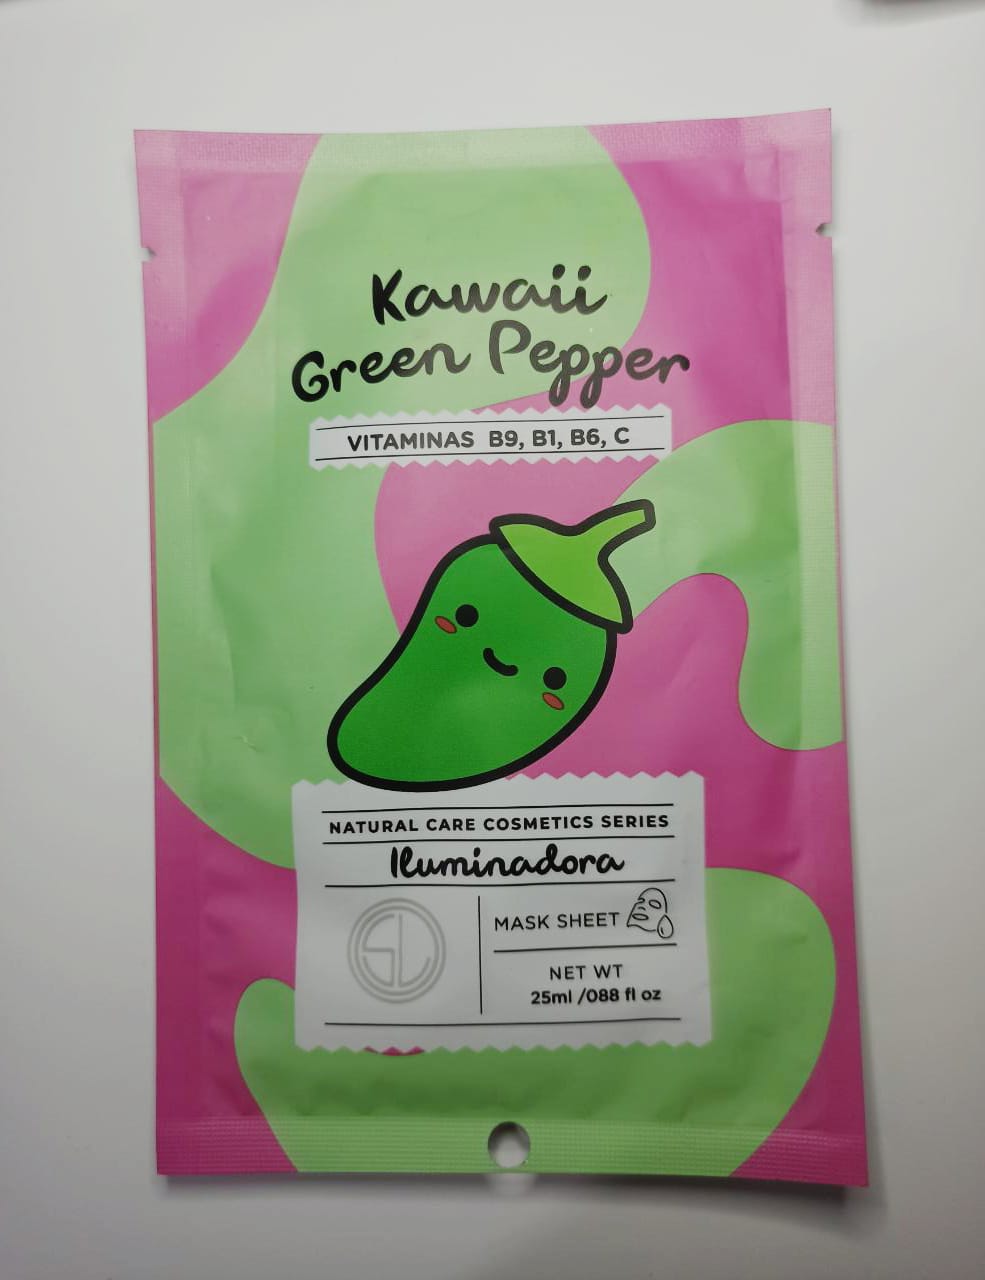 Kawaii
Green Pepper
VITAMINAS B9, B1, B6, C
NATURAL CARE COSMETICS SERIES
Iluminadora
SL
MASK SHEET
NET WT
25ml /088 fl oz